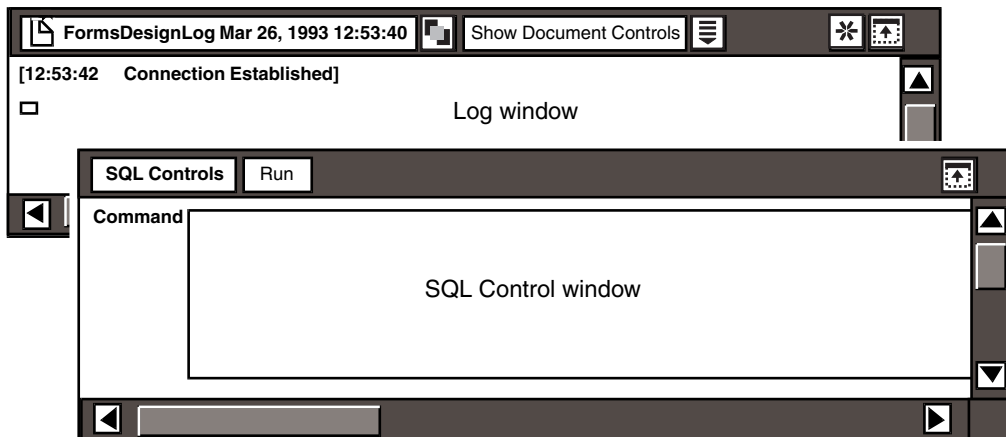 FormsDesignLog Mar 26, 1993 12:53:40 Show Document Controls
[12:53:42 Connection Established]
Log window
SQL Controls Run
Command
SQL Control window